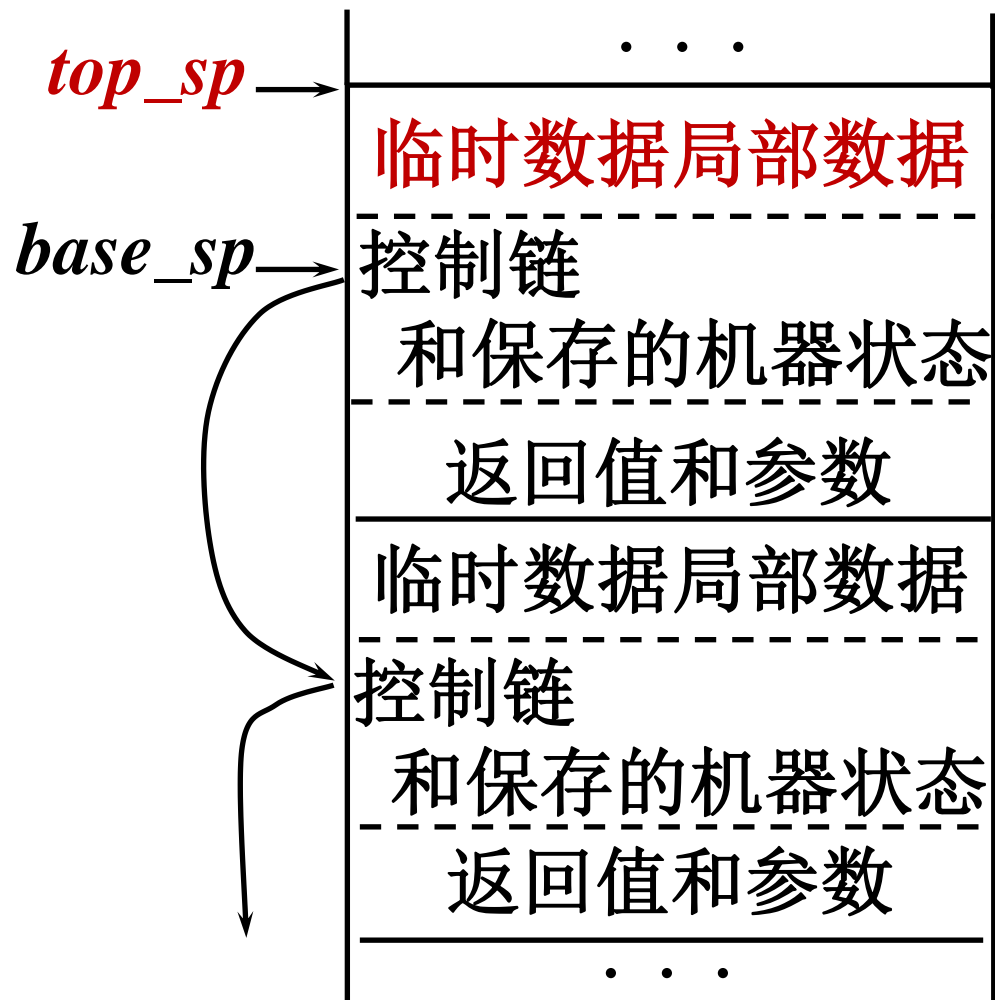 · · ·
top_sp
临时数据局部数据
base_sp
控制链
和保存的机器状态
返回值和参数
临时数据局部数据
控制链
和保存的机器状态
返回值和参数
· · ·